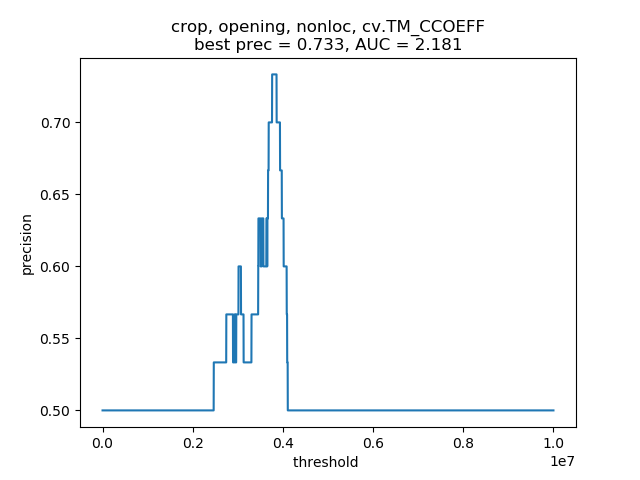 crop, opening, nonloc, cv.TM_CCOEFF
best prec = 0.733, AUC = 2.181
precision
0.70
0.65
0.60
0.55
0.50
0.0 0.2 0.4 0.6 0.8 1.0
1e7
threshold